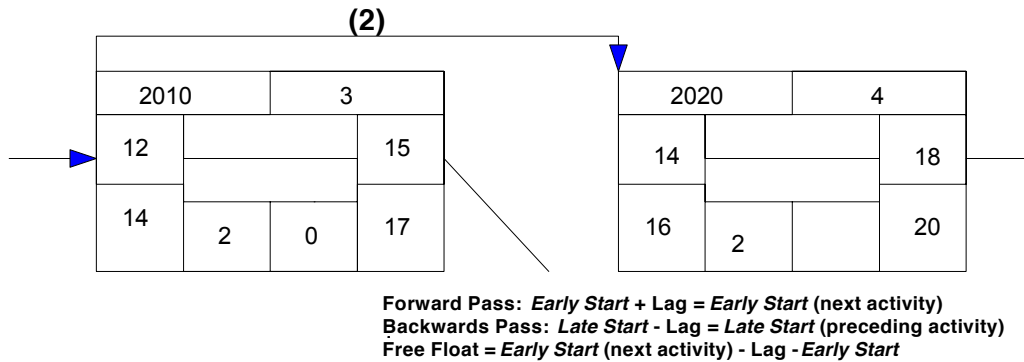 (2)
2010 3
12 15
14 2 0 17
2020 4
14 18
16 2 20
Forward Pass: Early Start + Lag = Early Start (next activity)
Backwards Pass: Late Start - Lag = Late Start (preceding activity)
Free Float = Early Start (next activity) - Lag -Early Start